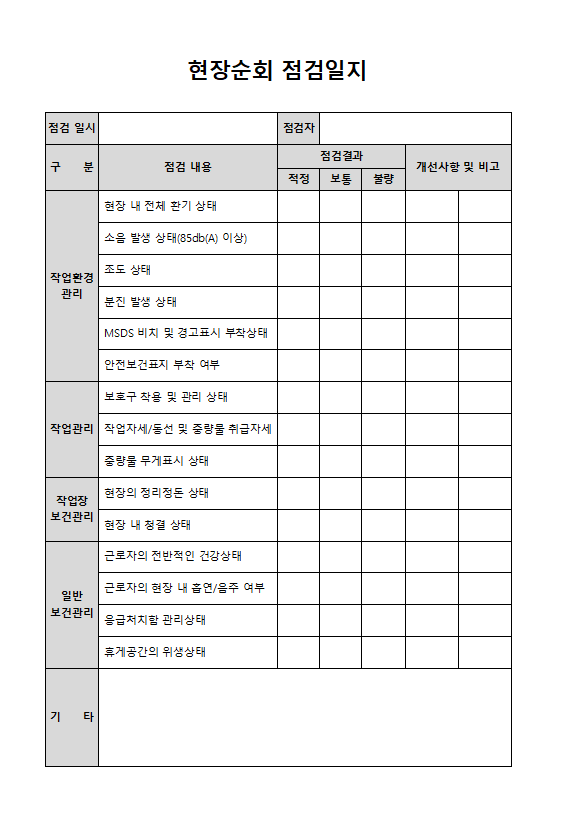 현장순회 점검일지
점검 일시
점검자
구 분
점검 내용
점검결과
개선사항 및 비고
적정
보통
불량
작업환경
관리
현장 내 전체 환기 상태
소음 발생 상태(85db(A) 이상)
조도 상태
분진 발생 상태
MSDS 비치 및 경고표시 부착상태
안전보건표지 부착 여부
작업관리
보호구 착용 및 관리 상태
작업자세/동선 및 중량물 취급자세
중량물 무게표시 상태
작업장
보건관리
현장의 정리정돈 상태
현장 내 청결 상태
일반
보건관리
근로자의 전반적인 건강상태
근로자의 현장 내 흡연/음주 여부
응급처치함 관리상태
휴게공간의 위생상태
기 타